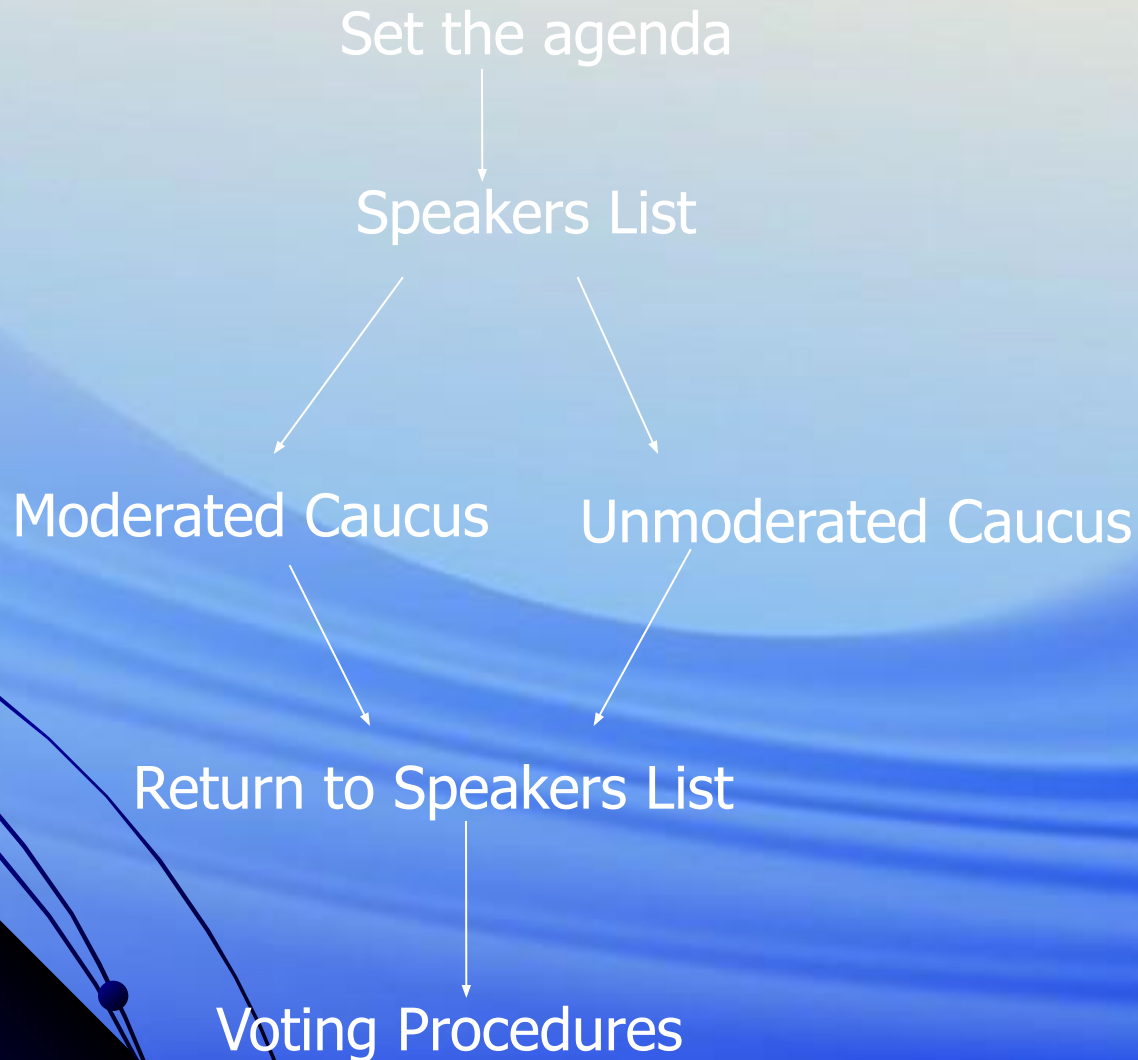 Set the agenda
Speakers List
Moderated Caucus
Unmoderated Caucus
Return to Speakers List
Voting Procedures